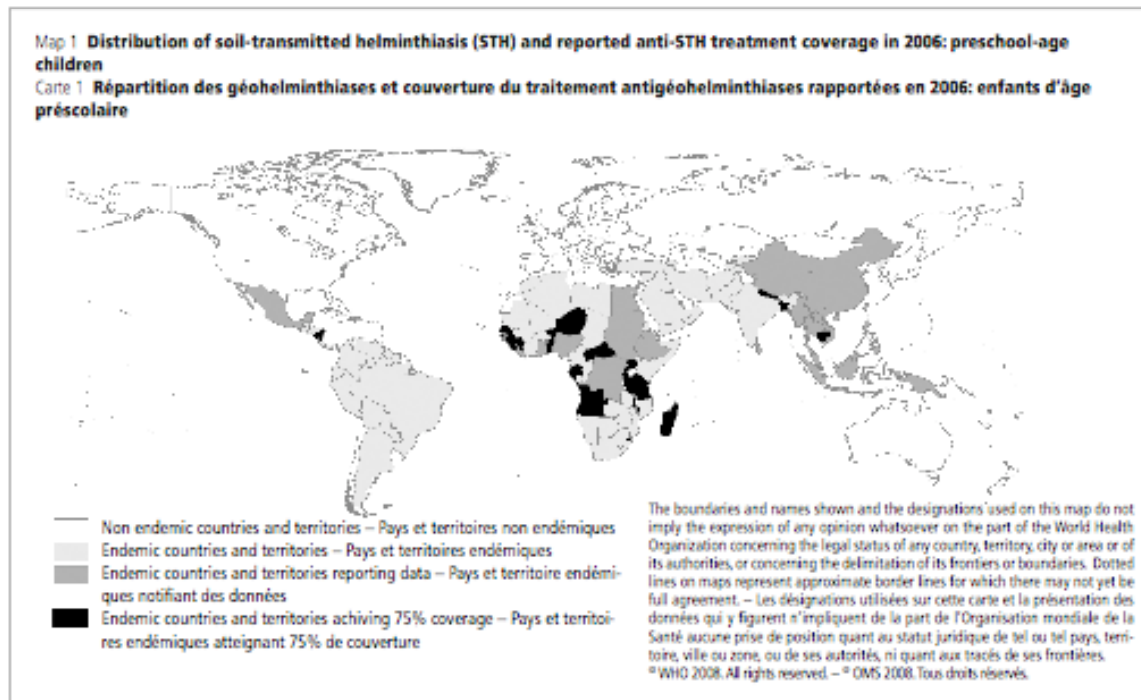 Map 1 Distribution of soil-transmitted helminthiasis (STH) and reported anti-STH treatment coverage in 2006: preschool-age
children
Carte 1 Répartition des géohelminthiases et couverture du traitement antigéohelminthiases rapportées en 2006: enfants d'âge
préscolaire
Non endemic countries and territories – Pays et territoires non endémiques
Endemic countries and territories – Pays et territoires endémiques
Endemic countries and territories reporting data – Pays et territoire endémi-
ques notifiant des données
Endemic countries and territories achiving 75% coverage – Pays et territoi-
res endémiques atteignant 75% de couverture
The boundaries and names shown and the designations used on this map do not
imply the expression of any opinion whatsoever on the part of the World Health
Organization concerning the legal status of any country, territory, city or area or of
its authorities, or concerning the delimitation of its frontiers or boundaries. Dotted
lines on maps represent approximate border lines for which there may not yet be
full agreement. – Les désignations utilisées sur cette carte et la présentation des
données qui y figurent n'impliquent de la part de l'Organisation mondiale de la
Santé aucune prise de position quant au statut juridique de tel ou tel pays, terri-
toire, ville ou zone, ou de ses autorités, ni quant aux tracés de ses frontières.
© WHO 2008. All rights reserved. – © OMS 2008. Tous droits réservés.